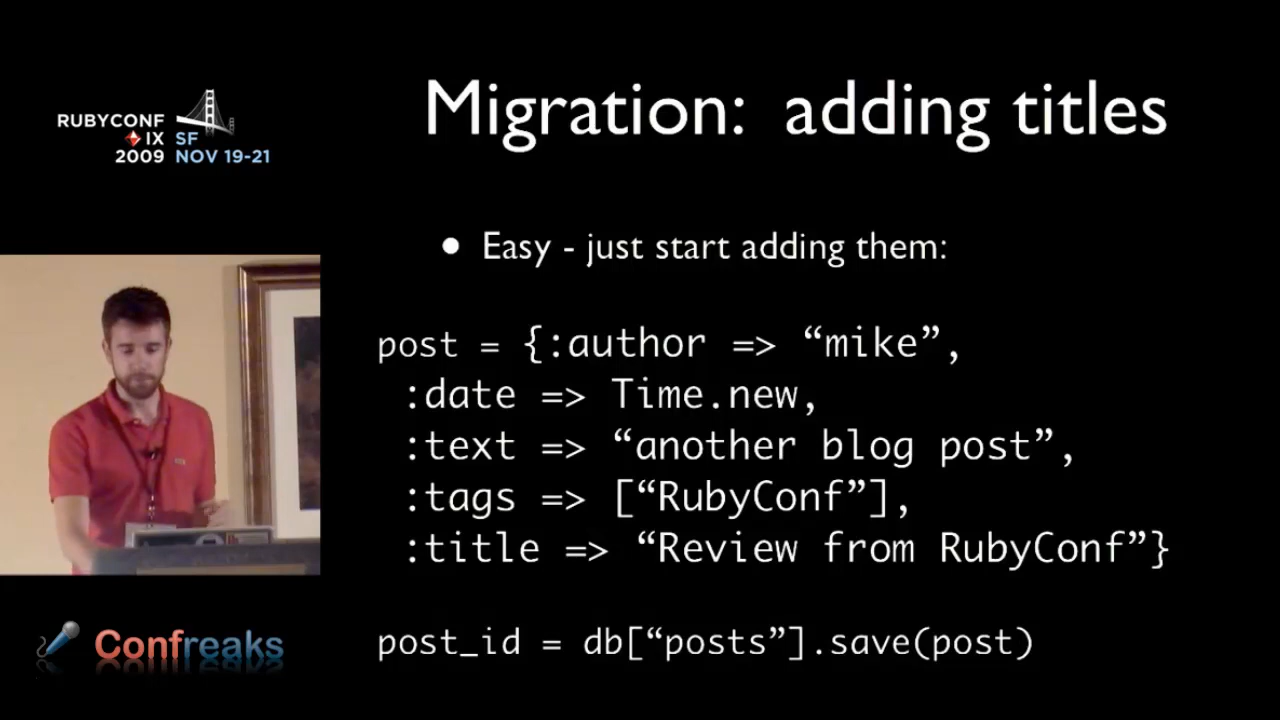 RUBYCONF
IX SF
2009 NOV 19-21
Migration: adding titles
• Easy - just start adding them:
post = {:author => “mike”,
:date => Time.new,
:text => “another blog post”,
:tags => [“RubyConf”],
:title => “Review from RubyConf”}
post_id = db[“posts”].save(post)
Confreaks